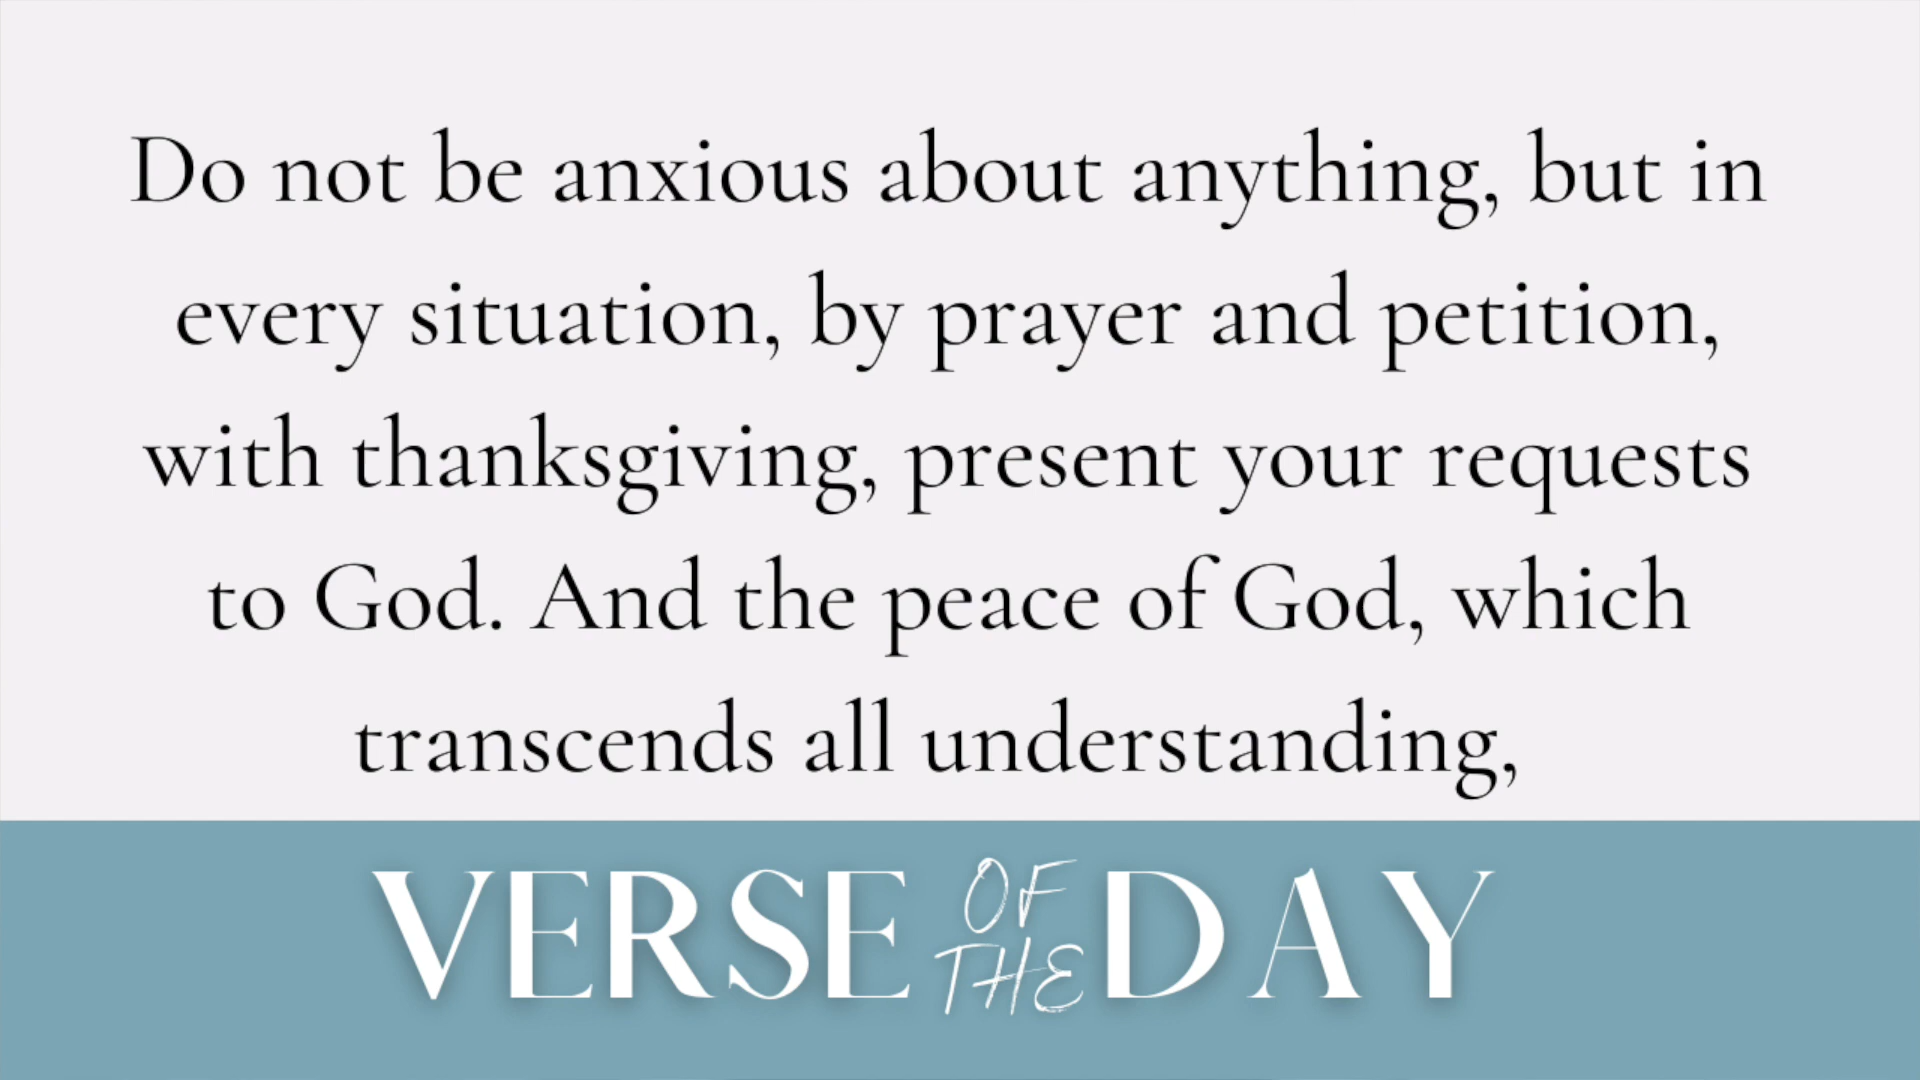 Do not be anxious about anything, but in
every situation, by prayer and petition,
with thanksgiving, present your requests
to God. And the peace of God, which
transcends all understanding,
VERSE OF THE DAY